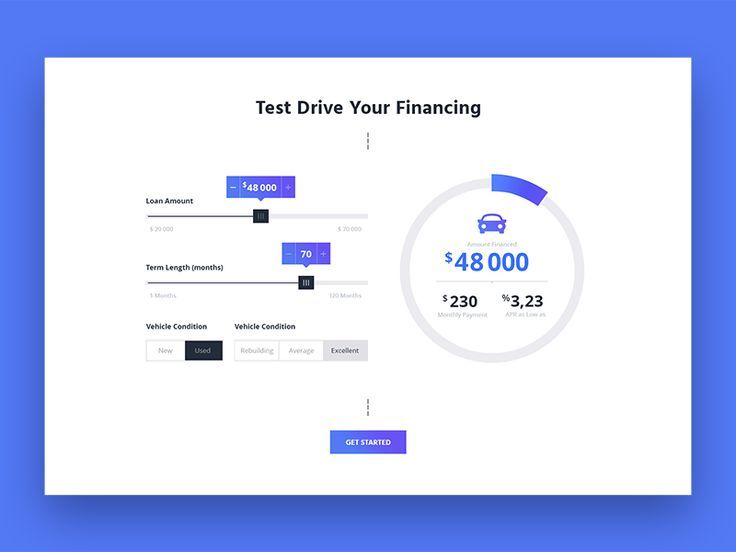 Test Drive Your Financing
− $48 000 +
Loan Amount
$ 20 000 $ 70 000
− 70 +
Term Length (months)
1 Months 120 Months
Vehicle Condition Vehicle Condition
New Used Rebuilding Average Excellent
Amount Financed
$48 000
$230 %3,23
Monthly Payment APR as Low as
GET STARTED